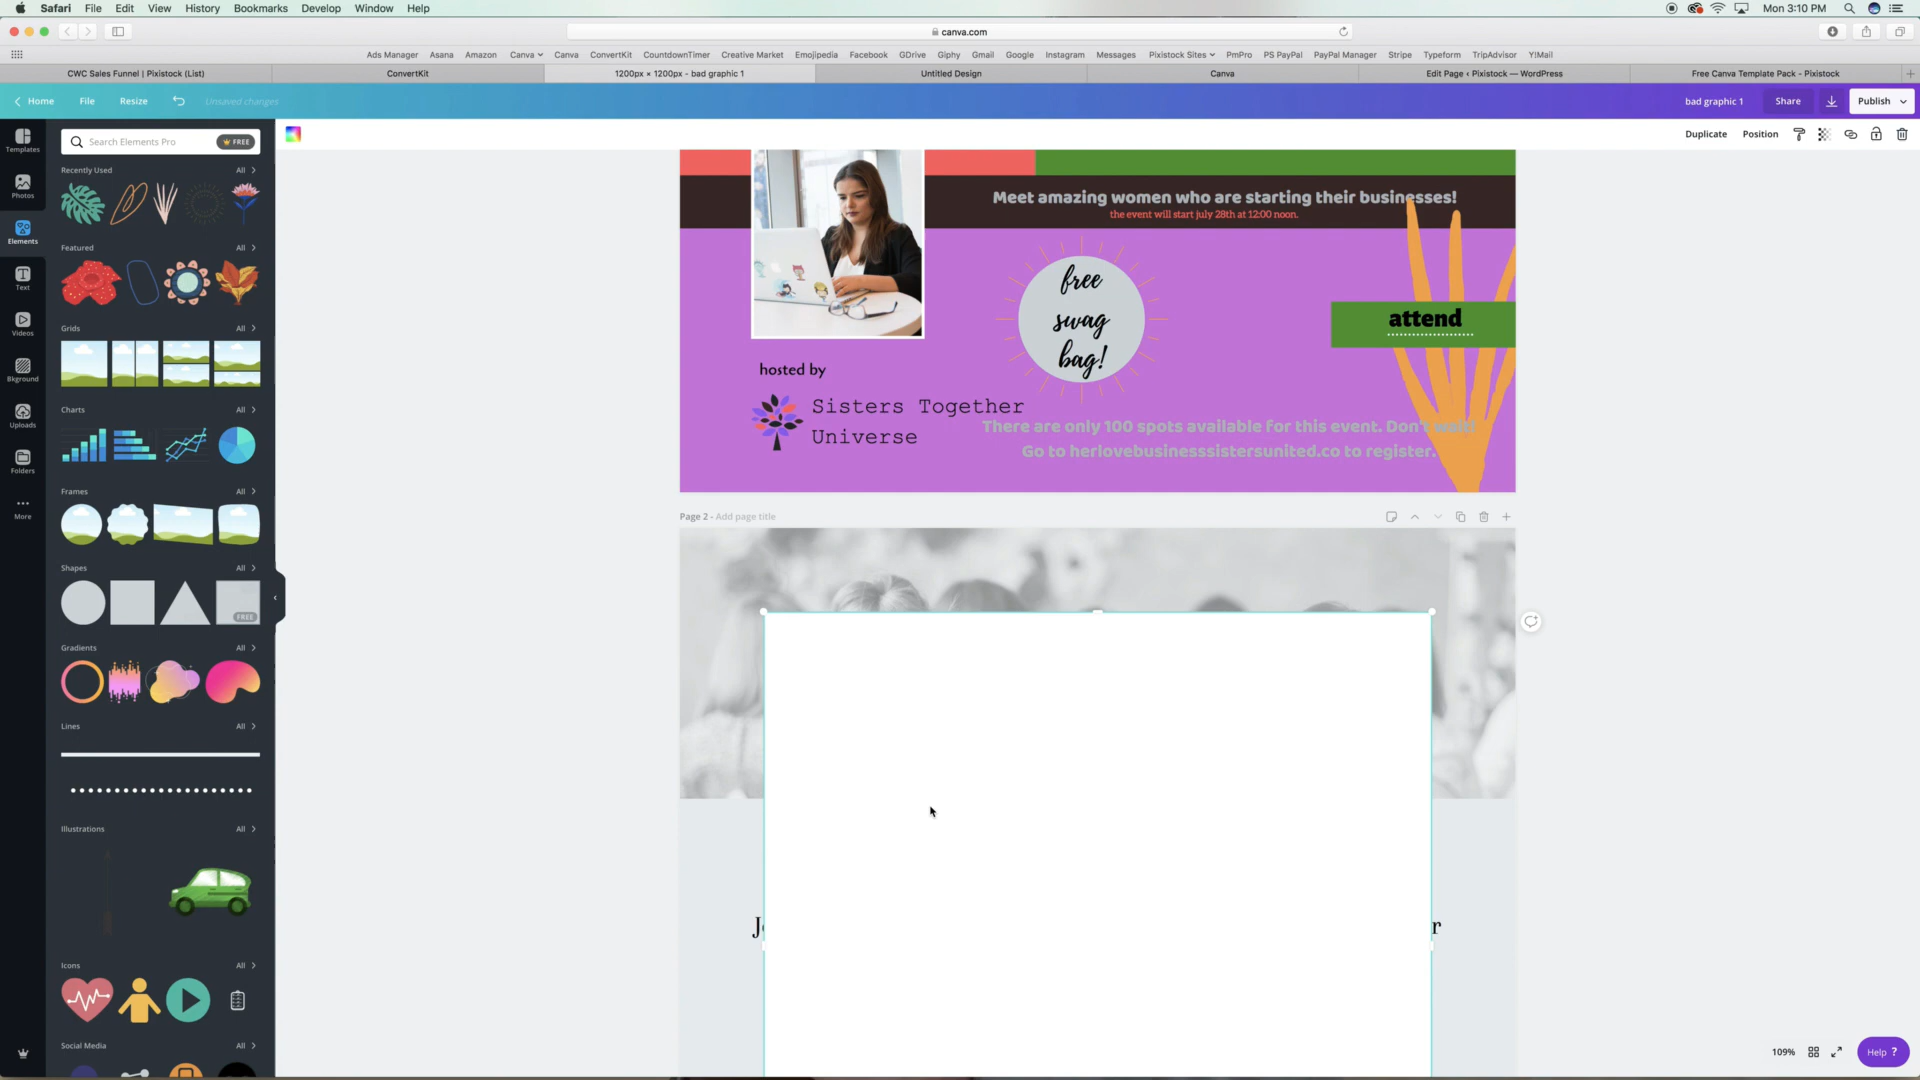 Safari File Edit View History Bookmarks Develop Window Help Mon 3:10 PM
canva.com
Ads Manager Asana Amazon Canva Canva ConvertKit CountdownTimer Creative Market Emojipedia Facebook GDrive Giphy Gmail Google Instagram Messages Pixistock Sites PmPro PS PayPal PayPal Manager Stripe Typeform TripAdvisor Y!Mail
CWC Sales Funnel | Pixistock (List) ConvertKit 1200px × 1200px - bad graphic 1 Untitled Design Canva Edit Page ‹ Pixistock — WordPress Free Canva Template Pack - Pixistock
Home File Resize Unsaved changes bad graphic 1 Share Publish
Duplicate Position
Templates
Photos
Elements
Text
Videos
Bkground
Uploads
Folders
More
Search Elements Pro FREE
Recently Used All
Featured All
Grids All
Charts All
Frames All
Shapes All
FREE
Gradients All
Lines All
Illustrations All
Icons All
Social Media All
Meet amazing women who are starting their businesses!
the event will start july 28th at 12:00 noon.
free
swag
bag!
attend
hosted by
Sisters Together
Universe
There are only 100 spots available for this event. Don't wait!
Go to herlovebusinesssistersunited.co to register.
Page 2 - Add page title
J
r
109%
Help ?